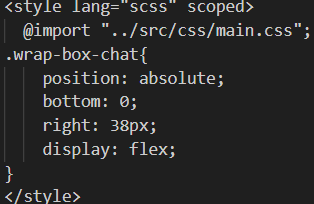 <style lang="scss" scoped>
@import "../src/css/main.css";
.wrap-box-chat{
position: absolute;
bottom: 0;
right: 38px;
display: flex;
}
</style>